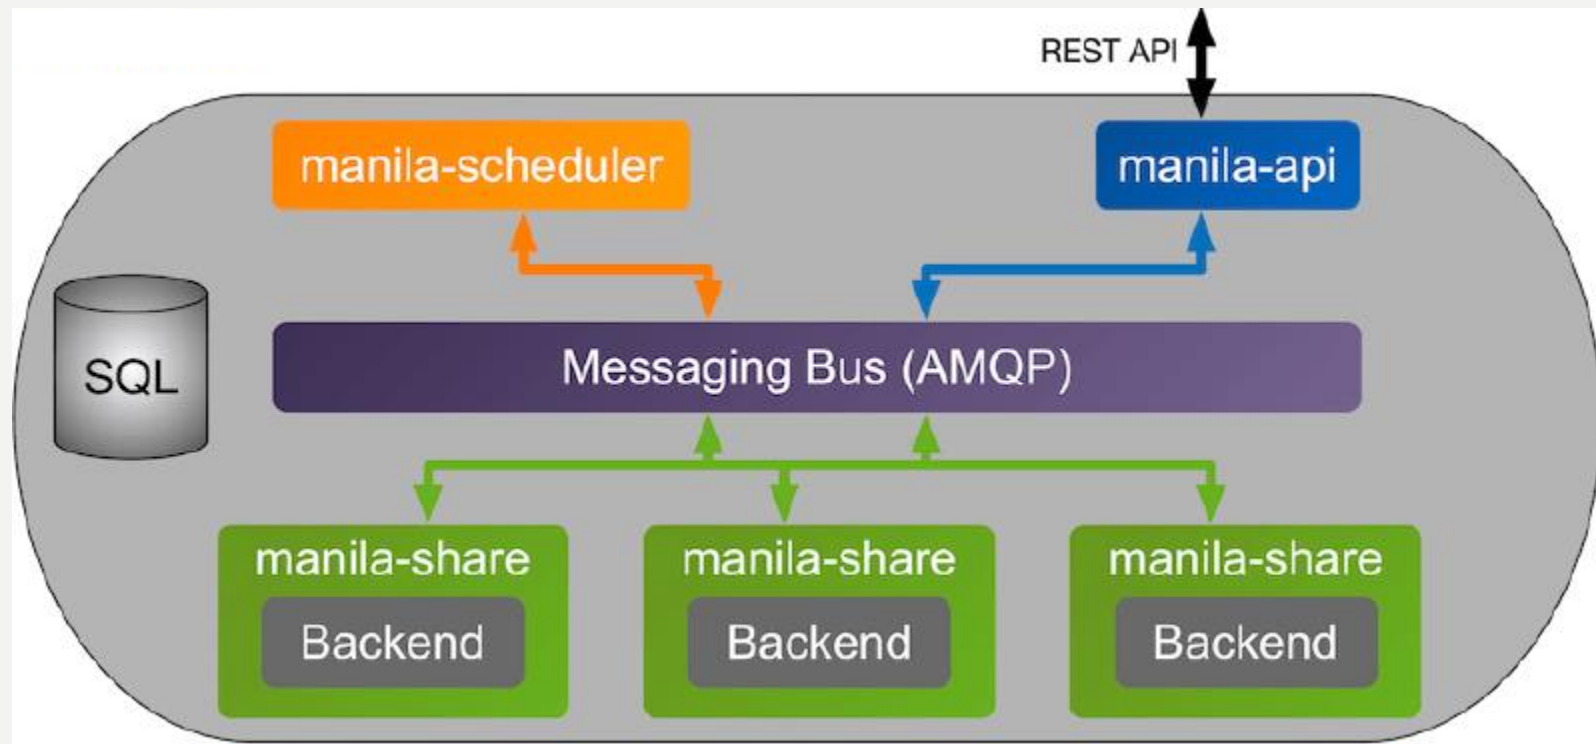 REST API
manila-scheduler
manila-api
SQL
Messaging Bus (AMQP)
manila-share
manila-share
manila-share
Backend
Backend
Backend